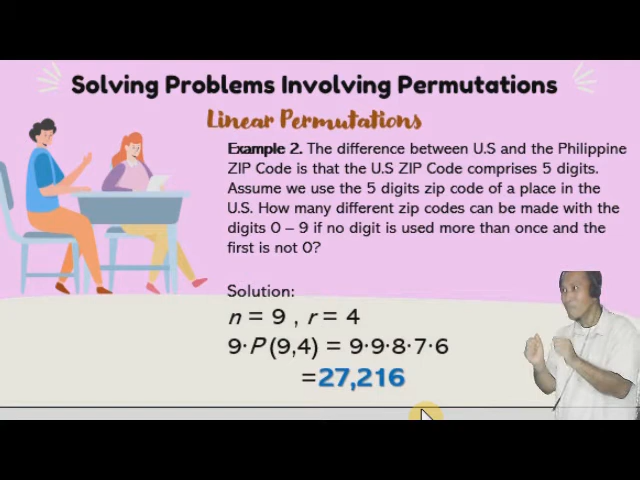 Solving Problems Involving Permutations
Linear Permutations
Example 2. The difference between U.S and the Philippine
ZIP Code is that the U.S ZIP Code comprises 5 digits.
Assume we use the 5 digits zip code of a place in the
U.S. How many different zip codes can be made with the
digits 0 – 9 if no digit is used more than once and the
first is not 0?
Solution:
n = 9 , r = 4
9·P(9,4) = 9·9·8·7·6
=27,216